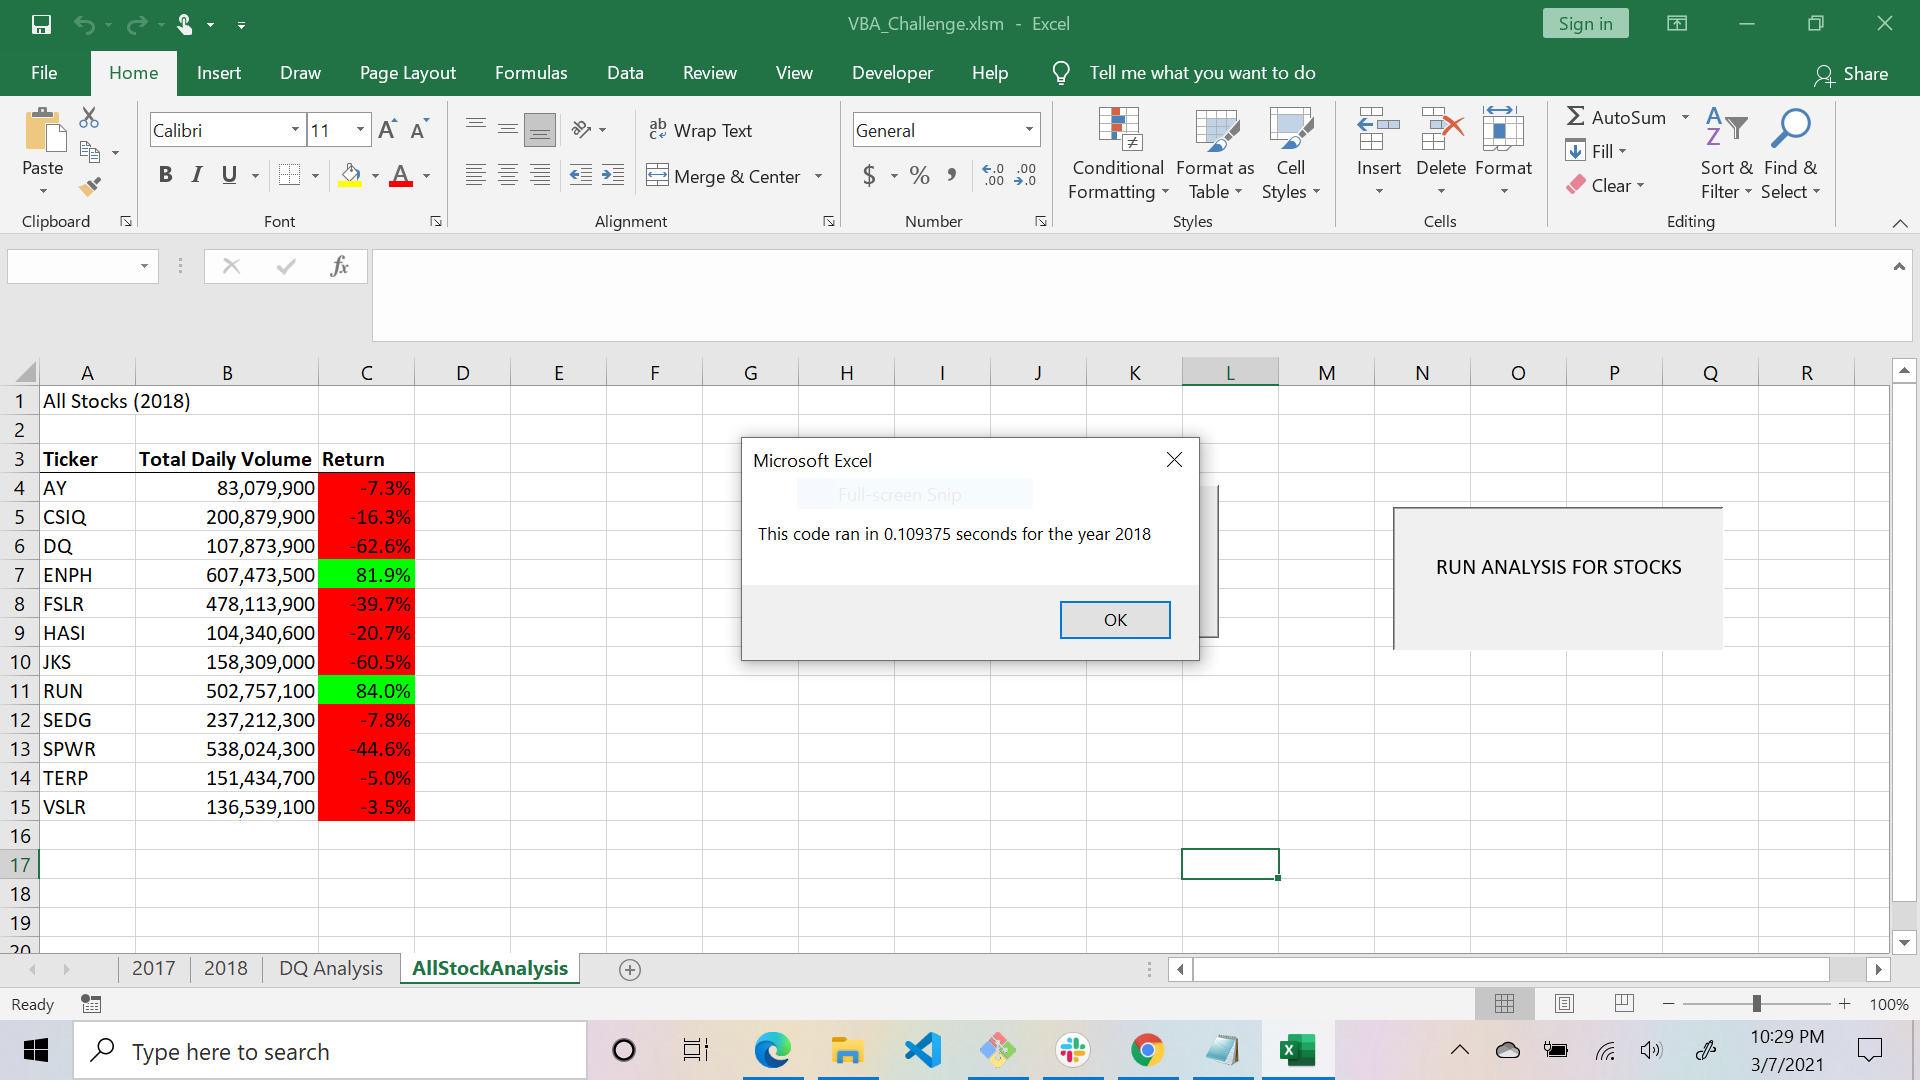 VBA_Challenge.xlsm - Excel
Sign in
File Home Insert Draw Page Layout Formulas Data Review View Developer Help Tell me what you want to do Share
Paste
Clipboard
Calibri 11
B I U A
Font
Wrap Text
Merge & Center
Alignment
General
$ % ,
Number
Conditional Formatting
Format as Table
Cell Styles
Styles
Insert Delete Format
Cells
AutoSum
Fill
Clear
Sort & Filter
Find & Select
Editing
fx
A B C D E F G H I J K L M N O P Q R
1 All Stocks (2018)
2
3 Ticker Total Daily Volume Return
4 AY 83,079,900 -7.3%
5 CSIQ 200,879,900 -16.3%
6 DQ 107,873,900 -62.6%
7 ENPH 607,473,500 81.9%
8 FSLR 478,113,900 -39.7%
9 HASI 104,340,600 -20.7%
10 JKS 158,309,000 -60.5%
11 RUN 502,757,100 84.0%
12 SEDG 237,212,300 -7.8%
13 SPWR 538,024,300 -44.6%
14 TERP 151,434,700 -5.0%
15 VSLR 136,539,100 -3.5%
16
17
18
19
20
Microsoft Excel
Full-screen Snip
This code ran in 0.109375 seconds for the year 2018
OK
RUN ANALYSIS FOR STOCKS
2017 2018 DQ Analysis AllStockAnalysis
Ready
100%
Type here to search
10:29 PM
3/7/2021